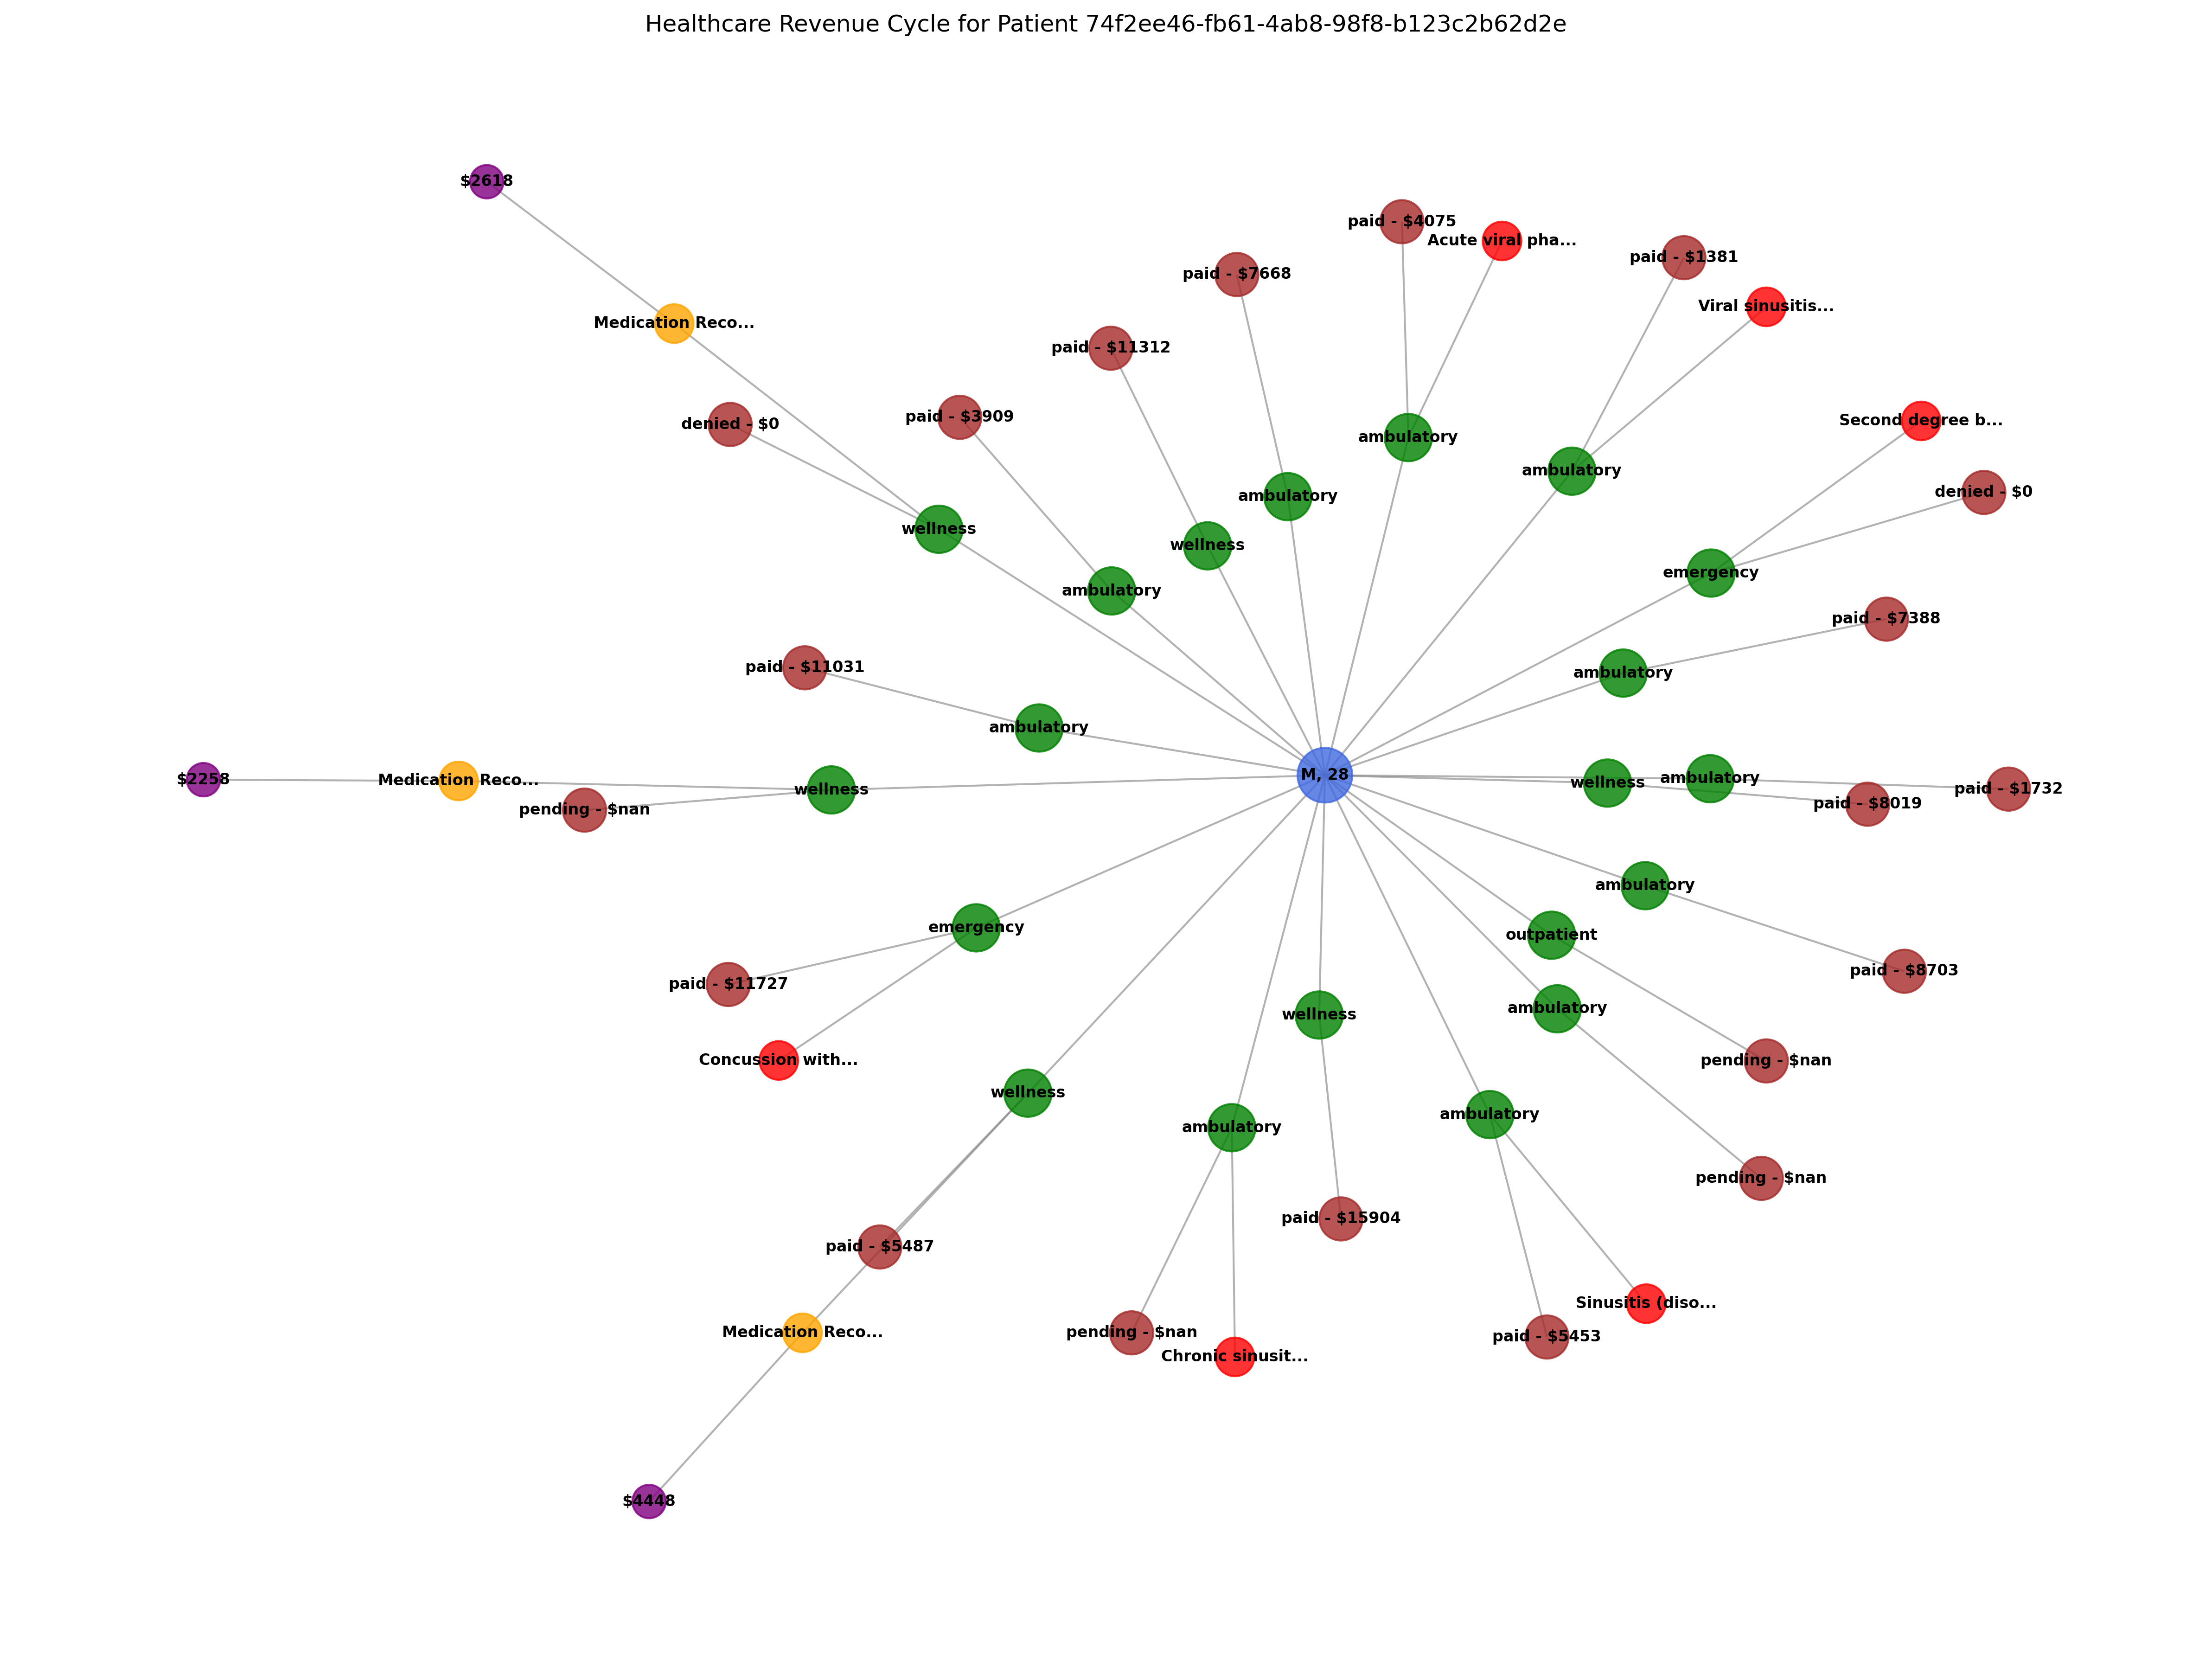 Healthcare Revenue Cycle for Patient 74f2ee46-fb61-4ab8-98f8-b123c2b62d2e
$2618
paid - $4075
Acute viral pha...
paid - $1381
paid - $7668
Viral sinusitis...
Medication Reco...
paid - $11312
paid - $3909
Second degree b...
denied - $0
ambulatory
ambulatory
denied - $0
ambulatory
wellness
wellness
emergency
ambulatory
paid - $7388
paid - $11031
ambulatory
ambulatory
M, 28
$2258
Medication Reco...
wellness
ambulatory
paid - $1732
wellness
paid - $8019
pending - $nan
ambulatory
emergency
outpatient
paid - $8703
paid - $11727
ambulatory
wellness
Concussion with...
pending - $nan
wellness
ambulatory
ambulatory
pending - $nan
paid - $15904
paid - $5487
Sinusitis (diso...
Medication Reco...
pending - $nan
paid - $5453
Chronic sinusit...
$4448